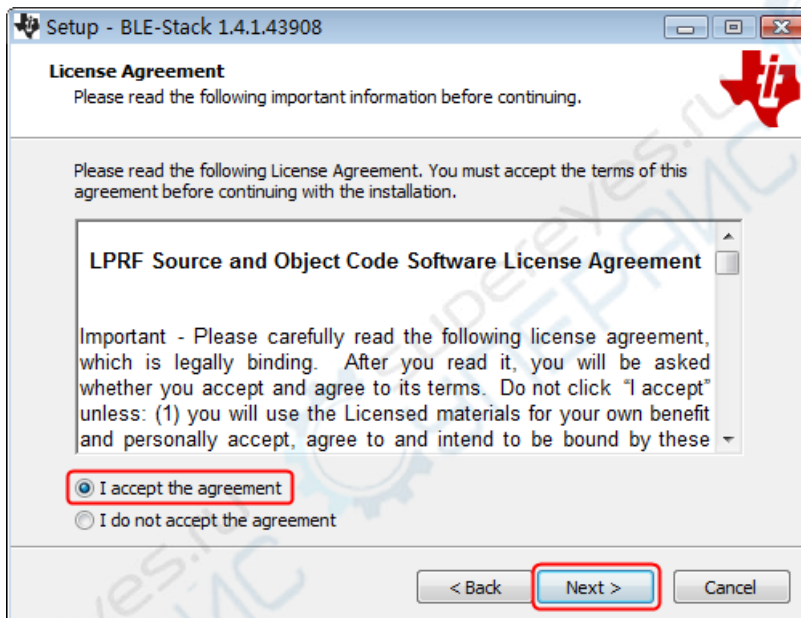 Setup - BLE-Stack 1.4.1.43908
License Agreement
Please read the following important information before continuing.
Please read the following License Agreement. You must accept the terms of this
agreement before continuing with the installation.
LPRF Source and Object Code Software License Agreement
Important - Please carefully read the following license agreement,
which is legally binding. After you read it, you will be asked
whether you accept and agree to its terms. Do not click “I accept”
unless: (1) you will use the Licensed materials for your own benefit
and personally accept, agree to and intend to be bound by these
I accept the agreement
I do not accept the agreement
< Back Next > Cancel
supereyes.ru
СУПЕРАЙС